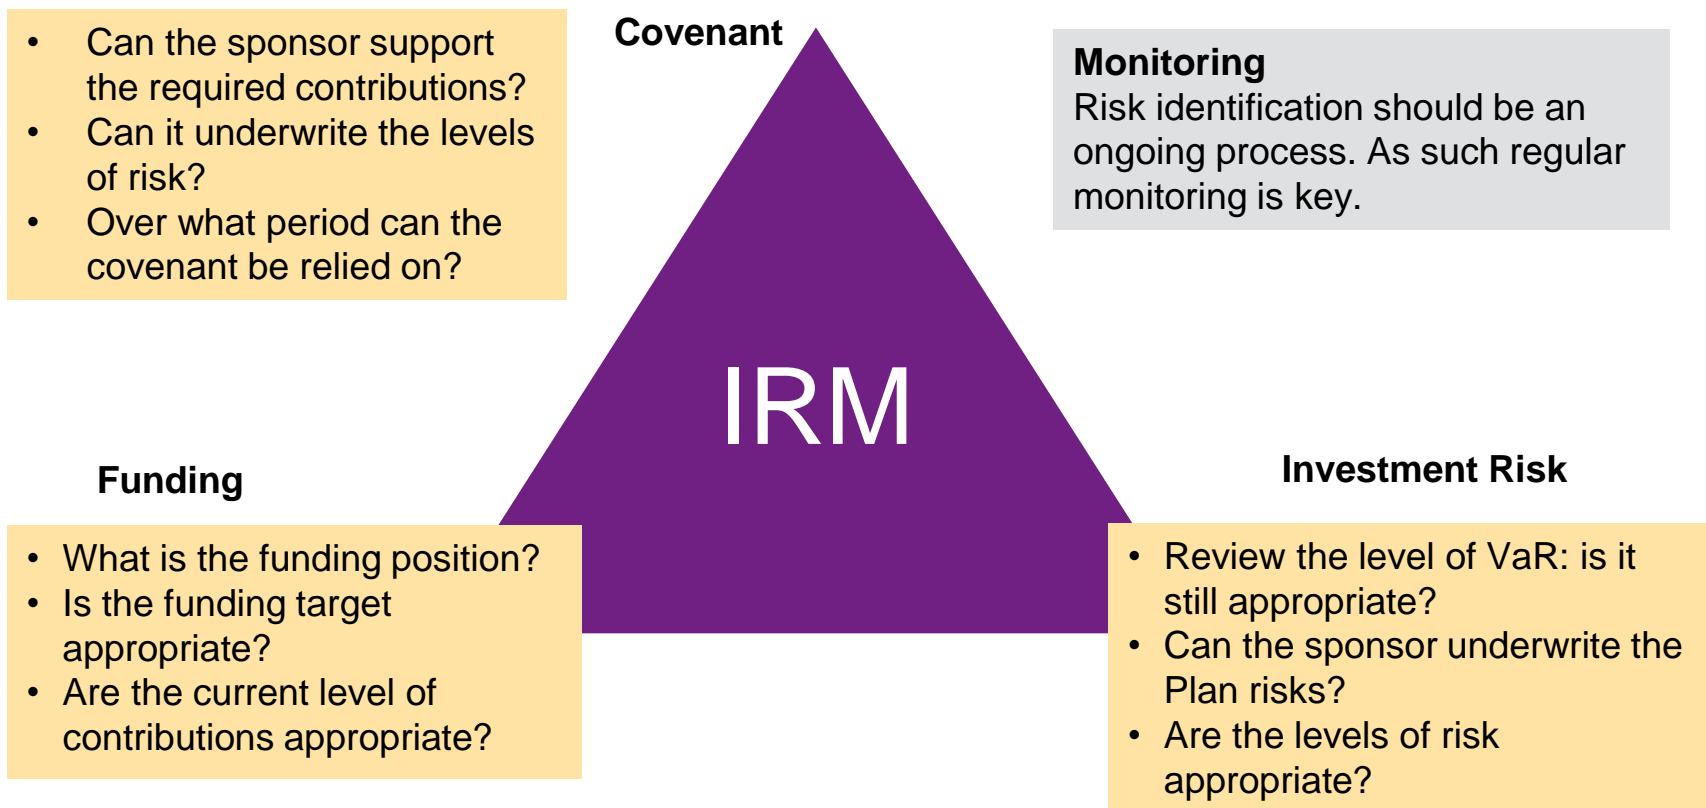 • Can the sponsor support
the required contributions?
• Can it underwrite the levels
of risk?
• Over what period can the
covenant be relied on?
Covenant
Monitoring
Risk identification should be an
ongoing process. As such regular
monitoring is key.
IRM
Funding
• What is the funding position?
• Is the funding target
appropriate?
• Are the current level of
contributions appropriate?
Investment Risk
• Review the level of VaR: is it
still appropriate?
• Can the sponsor underwrite the
Plan risks?
• Are the levels of risk
appropriate?